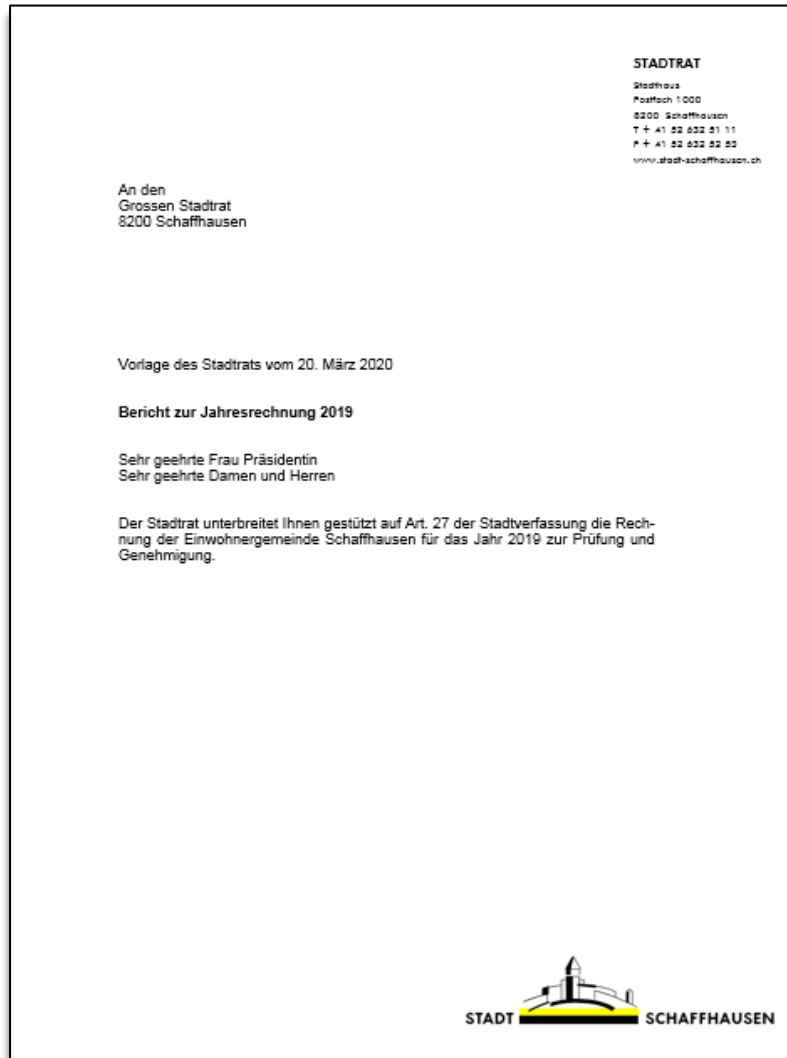 STADTRAT
Stadthaus
Postfach 1000
8200 Schaffhausen
T + 41 52 632 51 11
F + 41 52 632 52 53
www.stadt-schaffhausen.ch
An den
Grossen Stadtrat
8200 Schaffhausen
Vorlage des Stadtrats vom 20. März 2020
Bericht zur Jahresrechnung 2019
Sehr geehrte Frau Präsidentin
Sehr geehrte Damen und Herren
Der Stadtrat unterbreitet Ihnen gestützt auf Art. 27 der Stadtverfassung die Rech-
nung der Einwohnergemeinde Schaffhausen für das Jahr 2019 zur Prüfung und
Genehmigung.
STADT SCHAFFHAUSEN